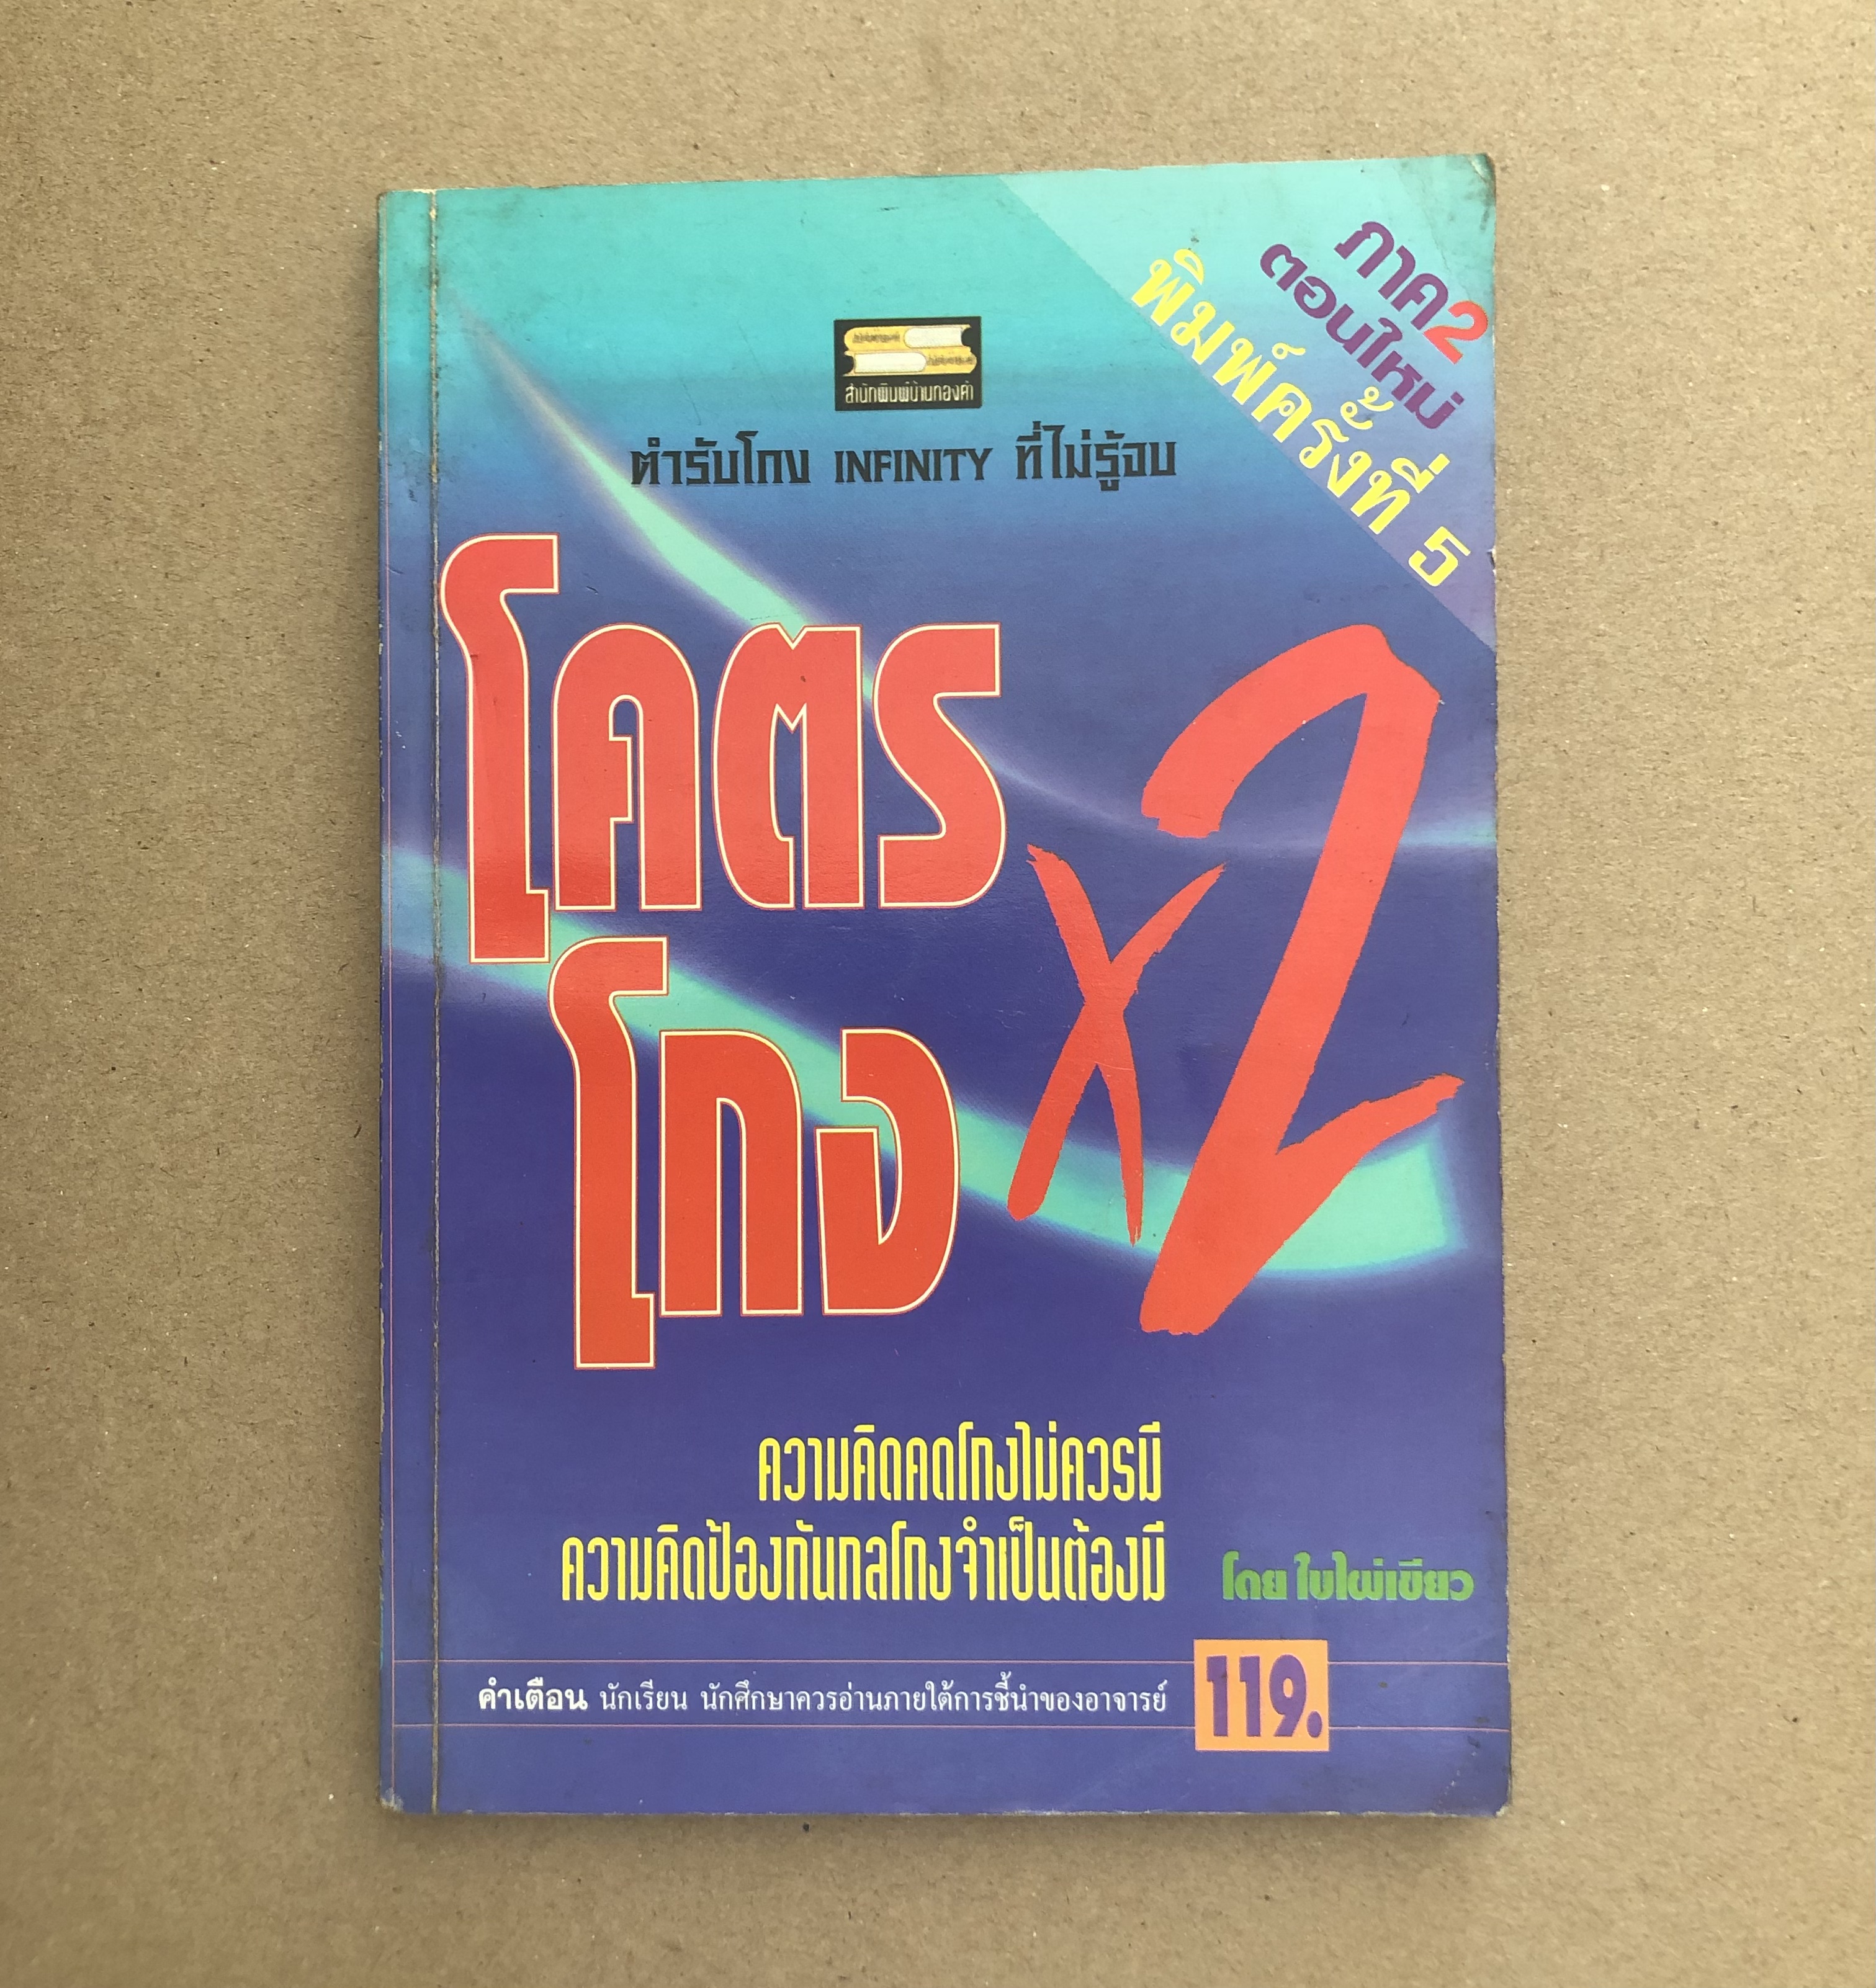 ภาค2
ตอนใหม่
พิมพ์ครั้งที่ 5
สำนักพิมพ์บ้านทองคำ
ตำรับโกง INFINITY ที่ไม่รู้จบ
โคตร
โกง
x2
ความคิดคดโกงไม่ควรมี
ความคิดป้องกันกลโกงจำเป็นต้องมี
โดย ใบไผ่เขียว
คำเตือน นักเรียน นักศึกษาควรอ่านภายใต้การชี้นำของอาจารย์
119.